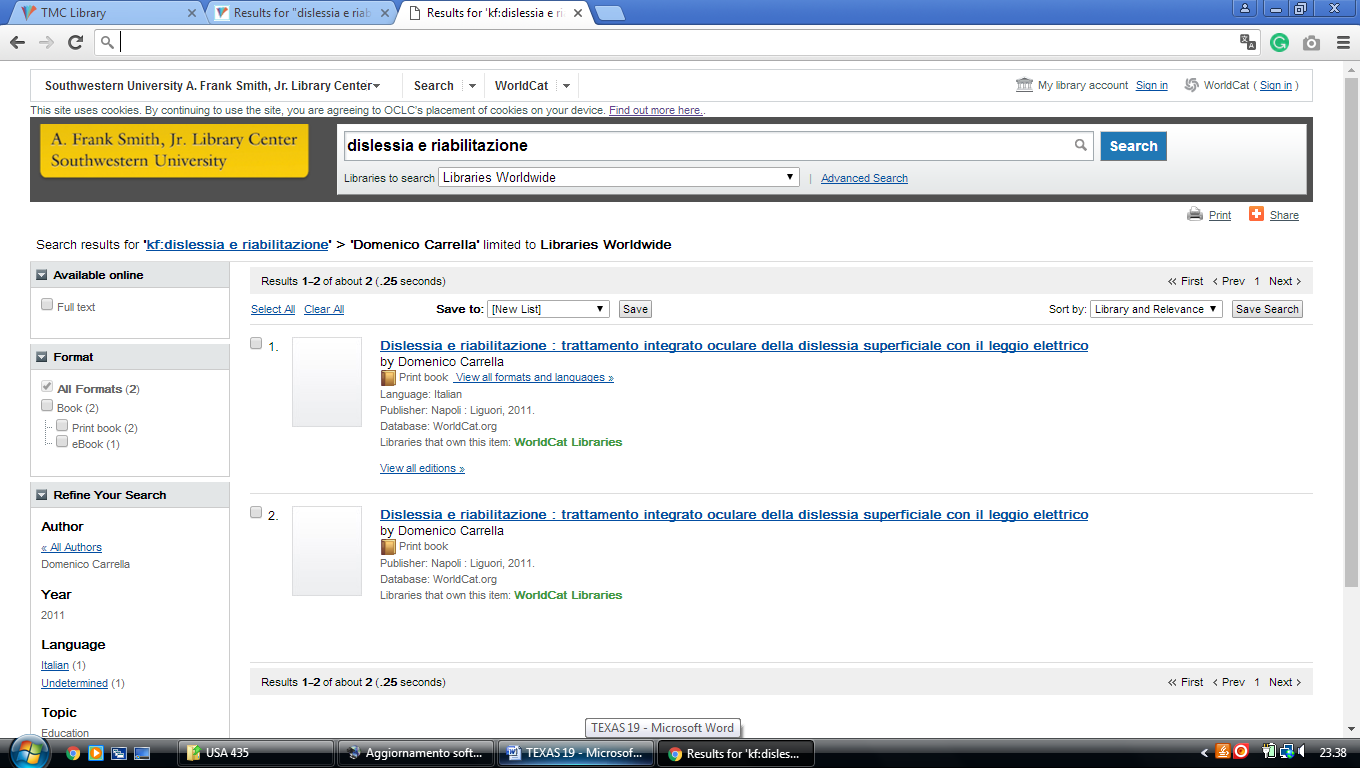 TMC Library
Results for "dislessia e riab
Results for 'kf:dislessia e ri
Southwestern University A. Frank Smith, Jr. Library Center
Search
WorldCat
My library account Sign in
WorldCat ( Sign in )
This site uses cookies. By continuing to use the site, you are agreeing to OCLC's placement of cookies on your device. Find out more here..
A. Frank Smith, Jr. Library Center
Southwestern University
dislessia e riabilitazione
Search
Libraries to search Libraries Worldwide | Advanced Search
Print
Share
Search results for 'kf:dislessia e riabilitazione' > 'Domenico Carrella' limited to Libraries Worldwide
Available online
Full text
Format
All Formats (2)
Book (2)
Print book (2)
eBook (1)
Refine Your Search
Author
« All Authors
Domenico Carrella
Year
2011
Language
Italian (1)
Undetermined (1)
Topic
Education
Results 1-2 of about 2 (.25 seconds)
« First < Prev 1 Next >
Select All Clear All
Save to: [New List] Save
Sort by: Library and Relevance Save Search
1. Dislessia e riabilitazione : trattamento integrato oculare della dislessia superficiale con il leggio elettrico
by Domenico Carrella
Print book View all formats and languages »
Language: Italian
Publisher: Napoli : Liguori, 2011.
Database: WorldCat.org
Libraries that own this item: WorldCat Libraries
View all editions »
2. Dislessia e riabilitazione : trattamento integrato oculare della dislessia superficiale con il leggio elettrico
by Domenico Carrella
Print book
Publisher: Napoli : Liguori, 2011.
Database: WorldCat.org
Libraries that own this item: WorldCat Libraries
Results 1-2 of about 2 (.25 seconds)
« First < Prev 1 Next >
TEXAS 19 - Microsoft Word
USA 435
Aggiornamento soft...
TEXAS 19 - Microsof...
Results for 'kf:disles...
23.38